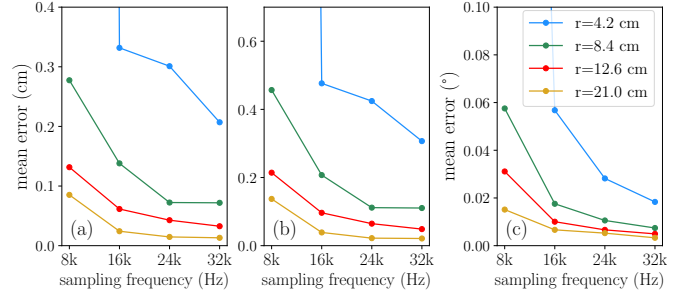 mean error (cm)
0.4
0.3
0.2
0.1
0.0
(a)
8k 16k 24k 32k
sampling frequency (Hz)
0.6
0.4
0.2
0.0
(b)
8k 16k 24k 32k
sampling frequency (Hz)
mean error (°)
0.10
0.08
0.06
0.04
0.02
0.00
r=4.2 cm
r=8.4 cm
r=12.6 cm
r=21.0 cm
(c)
8k 16k 24k 32k
sampling frequency (Hz)